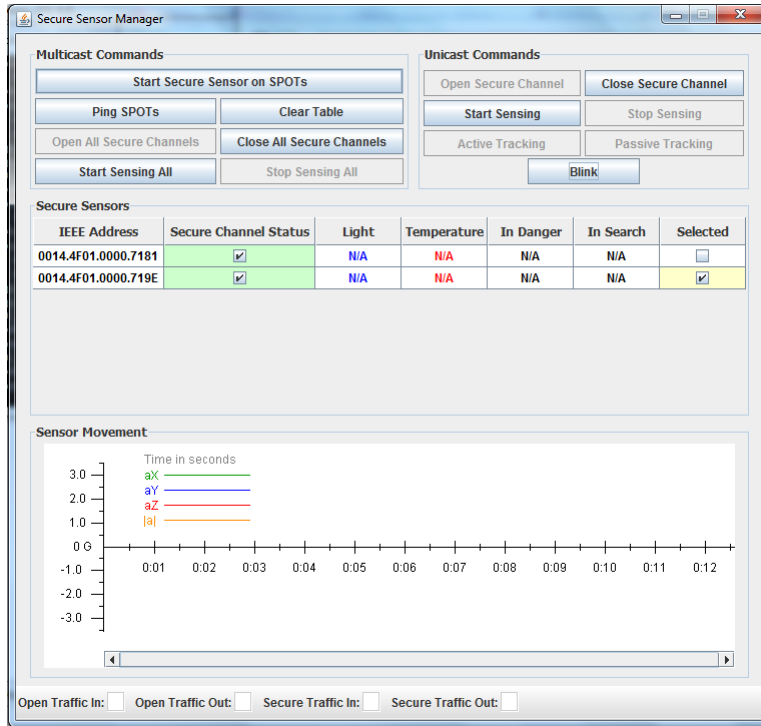 Secure Sensor Manager
Multicast Commands
Start Secure Sensor on SPOTs
Ping SPOTs Clear Table
Open All Secure Channels Close All Secure Channels
Start Sensing All Stop Sensing All
Unicast Commands
Open Secure Channel Close Secure Channel
Start Sensing Stop Sensing
Active Tracking Passive Tracking
Blink
Secure Sensors
IEEE Address Secure Channel Status Light Temperature In Danger In Search Selected
0014.4F01.0000.7181 N/A N/A N/A N/A
0014.4F01.0000.719E N/A N/A N/A N/A
Sensor Movement
Time in seconds
aX
aY
aZ
|a|
3.0
2.0
1.0
0 G
-1.0
-2.0
-3.0
0:01 0:02 0:03 0:04 0:05 0:06 0:07 0:08 0:09 0:10 0:11 0:12
Open Traffic In: Open Traffic Out: Secure Traffic In: Secure Traffic Out: